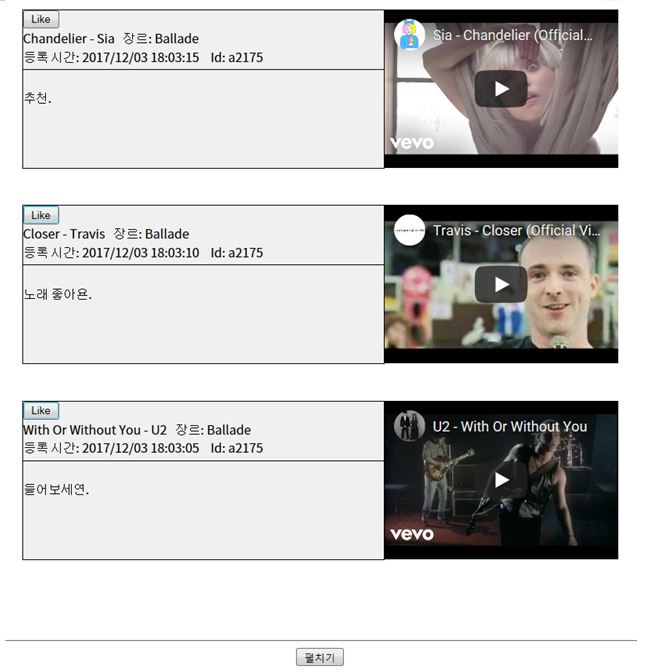 Like
Chandelier - Sia 장르: Ballade
등록 시간: 2017/12/03 18:03:15 Id: a2175
추천.
Sia - Chandelier (Official...
vevo
Like
Closer - Travis 장르: Ballade
등록 시간: 2017/12/03 18:03:10 Id: a2175
노래 좋아욘.
Travis - Closer (Official Vi...
Like
With Or Without You - U2 장르: Ballade
등록 시간: 2017/12/03 18:03:05 Id: a2175
들어보세연.
U2 - With Or Without You
vevo
펼치기